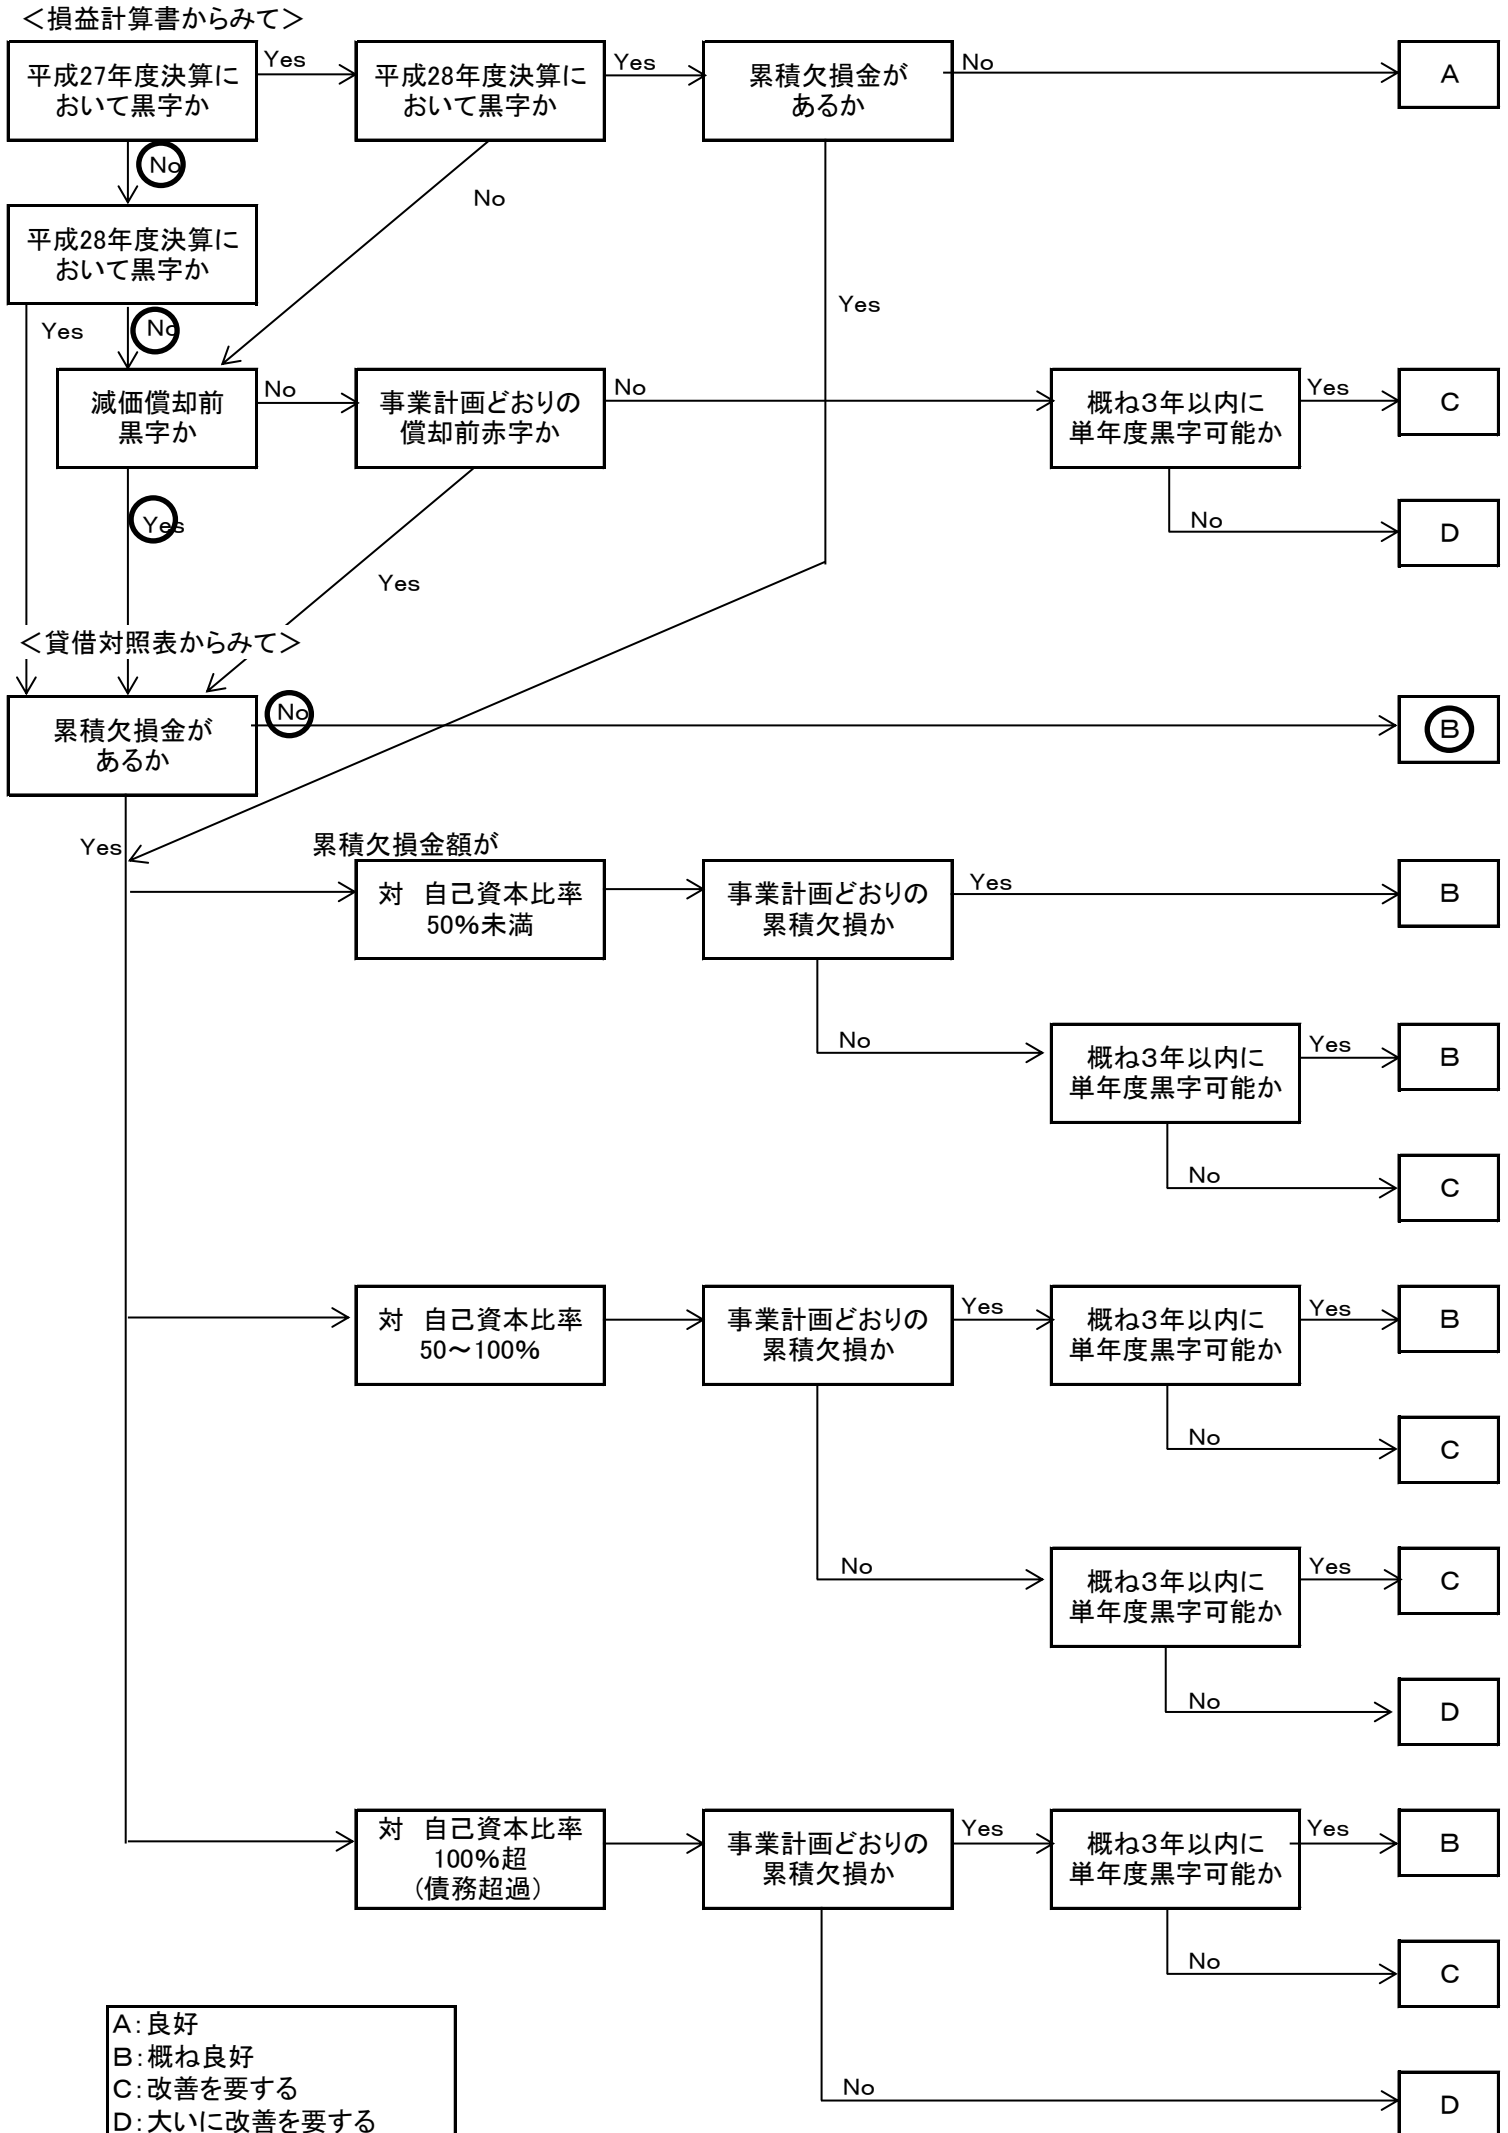 ＜損益計算書からみて＞
平成27年度決算に
おいて黒字か
Yes
平成28年度決算に
おいて黒字か
Yes
累積欠損金が
あるか
No
A
No
No
平成28年度決算に
おいて黒字か
Yes
Yes
No
減価償却前
黒字か
No
事業計画どおりの
償却前赤字か
No
概ね3年以内に
単年度黒字可能か
Yes
C
Yes
No
D
Yes
＜貸借対照表からみて＞
累積欠損金が
あるか
No
B
Yes
累積欠損金額が
対　自己資本比率
50%未満
事業計画どおりの
累積欠損か
Yes
B
No
概ね3年以内に
単年度黒字可能か
Yes
B
No
C
対　自己資本比率
50～100%
事業計画どおりの
累積欠損か
Yes
概ね3年以内に
単年度黒字可能か
Yes
B
No
C
No
概ね3年以内に
単年度黒字可能か
Yes
C
No
D
対　自己資本比率
100%超
（債務超過）
事業計画どおりの
累積欠損か
Yes
概ね3年以内に
単年度黒字可能か
Yes
B
No
C
No
D
A：良好
B：概ね良好
C：改善を要する
D：大いに改善を要する